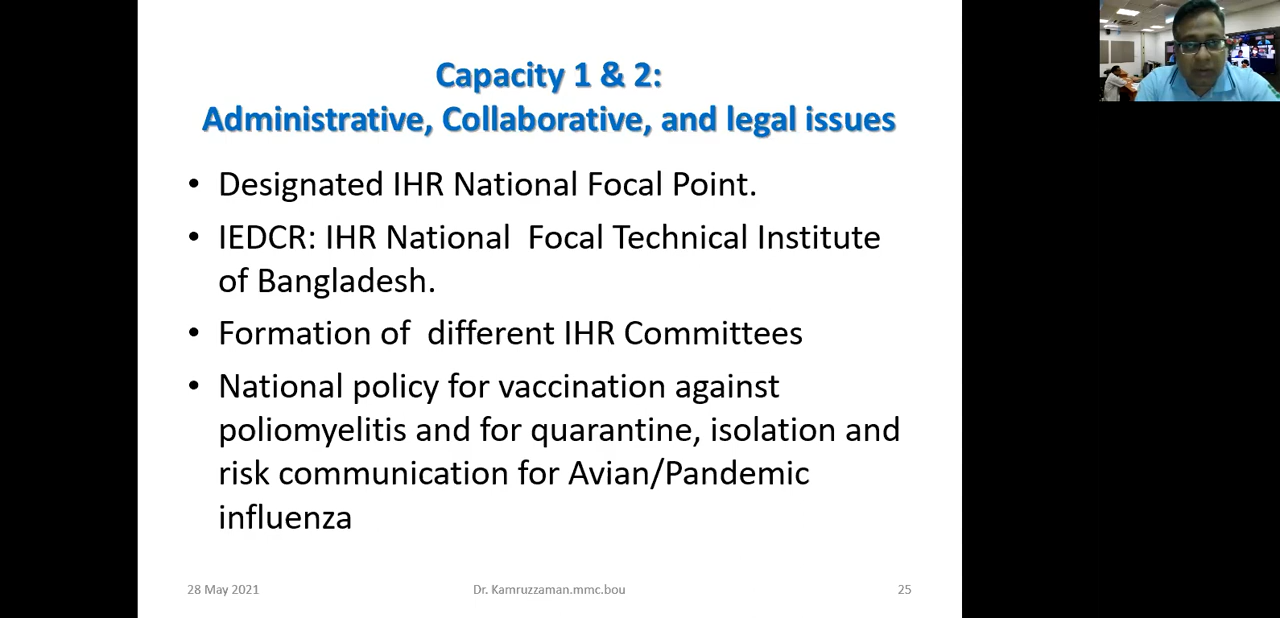 Capacity 1 & 2:
Administrative, Collaborative, and legal issues
• Designated IHR National Focal Point.
• IEDCR: IHR National  Focal Technical Institute
of Bangladesh.
• Formation of  different IHR Committees
• National policy for vaccination against
poliomyelitis and for quarantine, isolation and
risk communication for Avian/Pandemic
influenza
28 May 2021
Dr. Kamruzzaman.mmc.bou
25